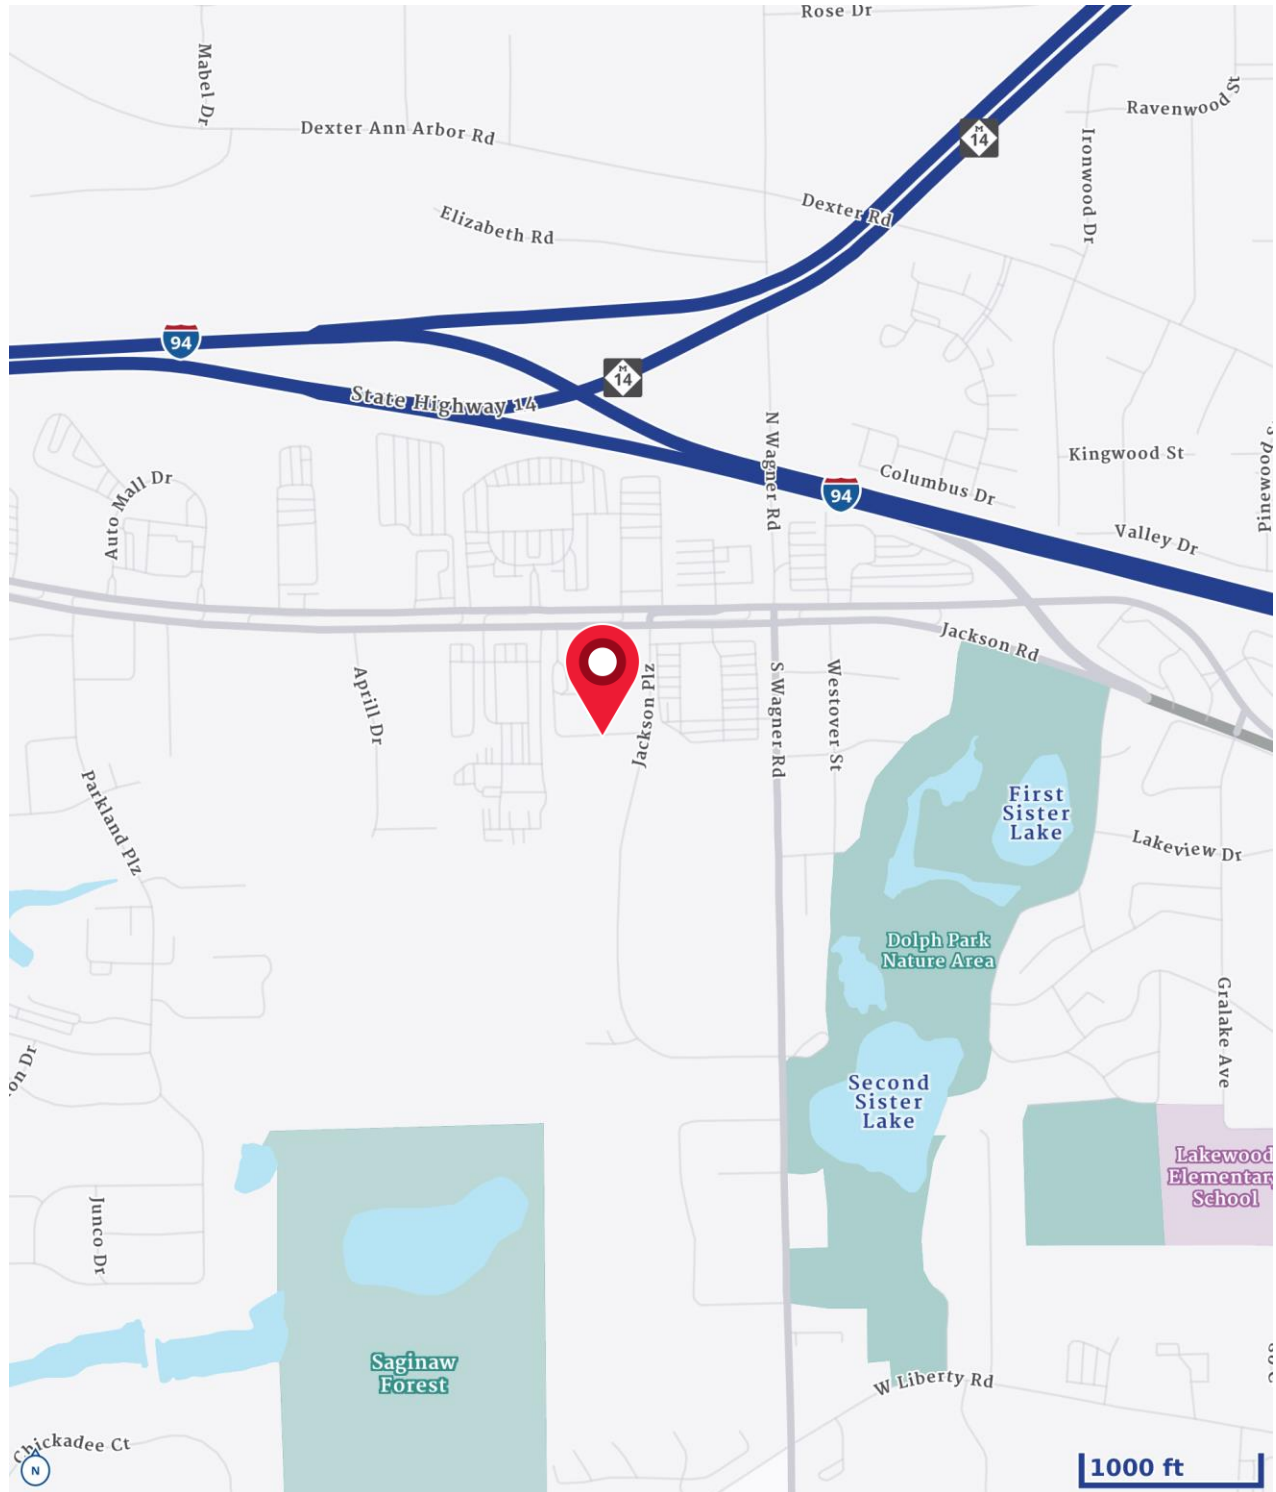 Rose Dr
Mabel Dr
Ravenwood St
Dexter Ann Arbor Rd
M
14
Ironwood Dr
Dexter Rd
Elizabeth Rd
94
M
14
State Highway 14
N Wagner Rd
Kingwood St
Columbus Dr
94
Auto Mall Dr
Valley Dr
Jackson Rd
Aprill Dr
Jackson Plz
S Wagner Rd
Westover St
Parkland Plz
First
Sister
Lake
Lakeview Dr
Dolph Park
Nature Area
Gralake Ave
on Dr
Second
Sister
Lake
Lakewood
Elementary
School
Junco Dr
Saginaw
Forest
W Liberty Rd
Chickadee Ct
N
1000 ft